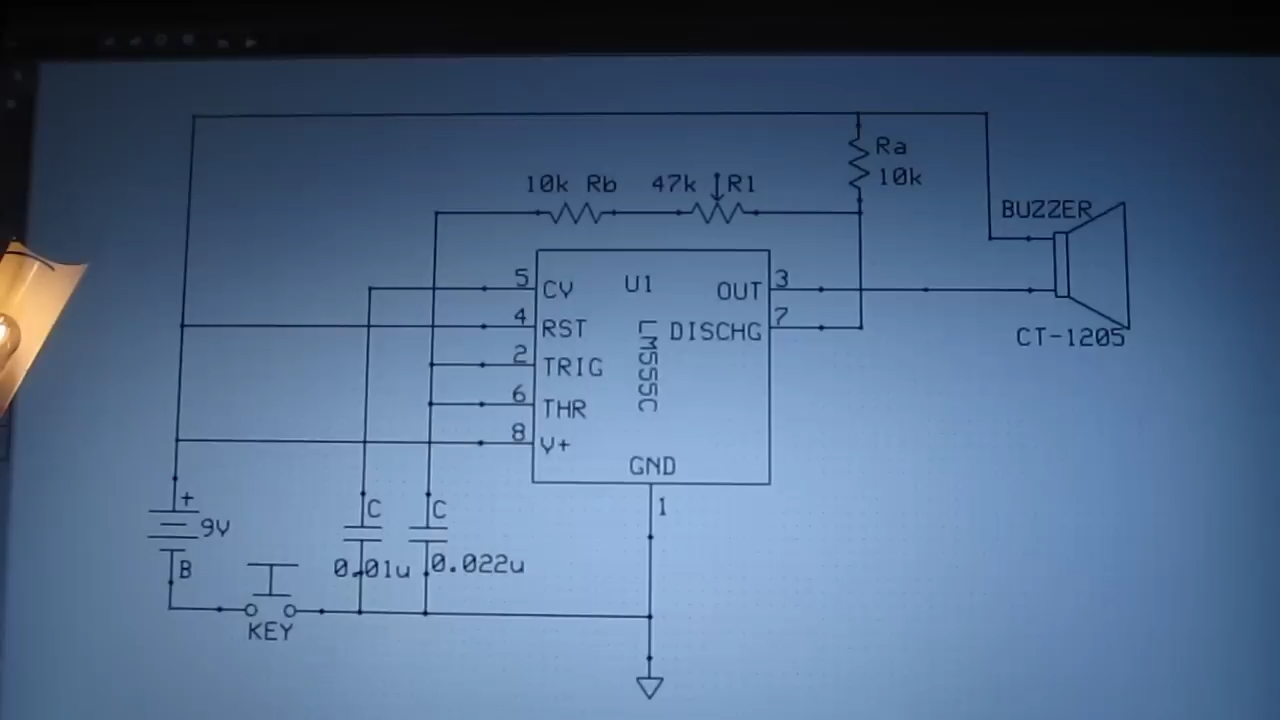 Ra
10k
10k Rb
47k R1
BUZZER
5
CV
U1
OUT
3
4
RST
DISCHG
7
LM555C
2
TRIG
CT-1205
6
THR
8
V+
GND
1
+
9V
B
C
0.01u
C
0.022u
KEY